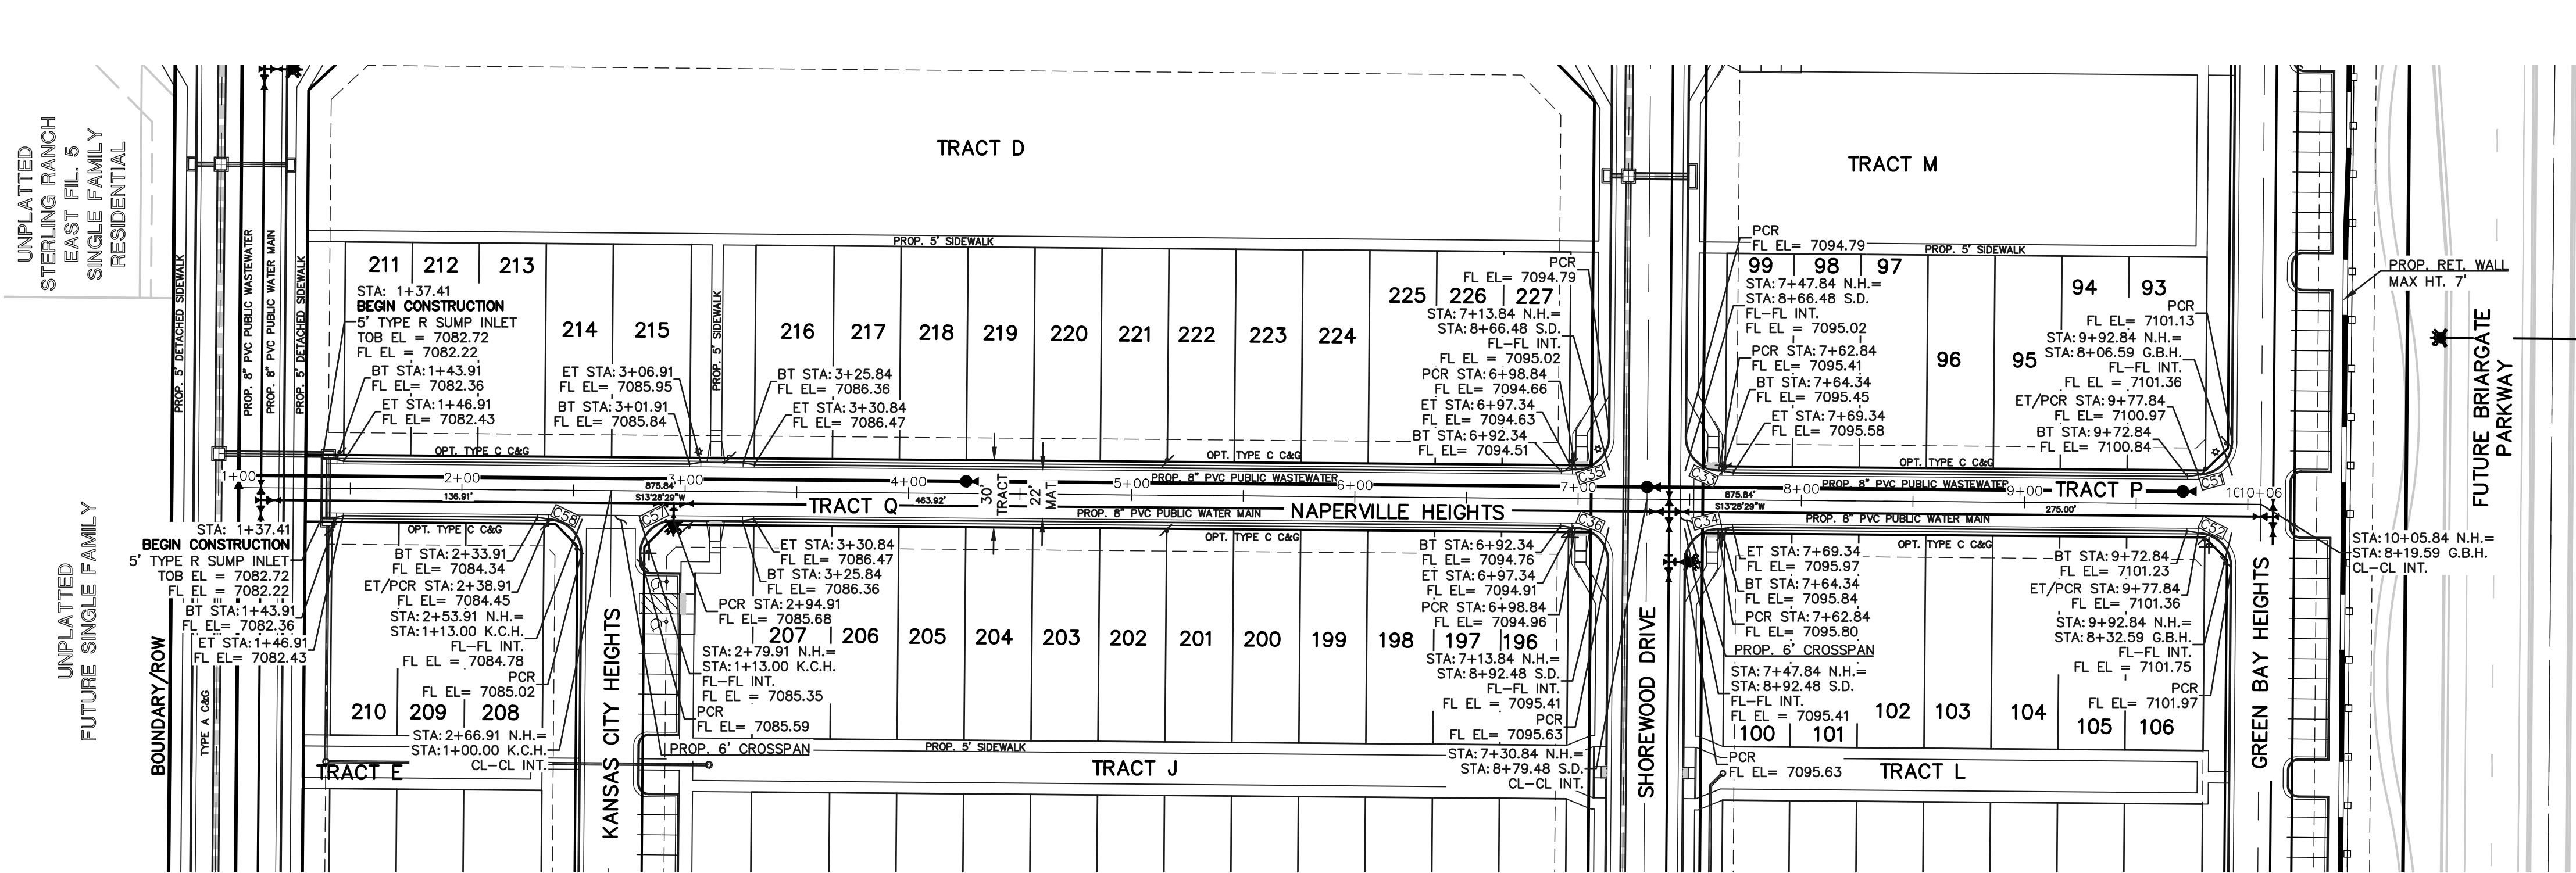 UNPLATTED
STERLING RANCH
EAST FIL. 5
SINGLE FAMILY
RESIDENTIAL
UNPLATTED
FUTURE SINGLE FAMILY
BOUNDARY/ROW
PROP. 5' DETACHED SIDEWALK
TYPE A C&G
PROP. 8" PVC PUBLIC WASTEWATER
PROP. 8" PVC PUBLIC WATER MAIN
PROP. 5' DETACHED SIDEWALK
TRACT D
TRACT M
PROP. 5' SIDEWALK
PROP. 5' SIDEWALK
PROP. 5' SIDEWALK
211
212
213
214
215
216
217
218
219
220
221
222
223
224
225
226
227
99
98
97
96
95
94
93
STA: 1+37.41
BEGIN CONSTRUCTION
5' TYPE R SUMP INLET
TOB EL = 7082.72
FL EL = 7082.22
BT STA: 1+43.91
FL EL= 7082.36
ET STA: 1+46.91
FL EL= 7082.43
ET STA: 3+06.91
FL EL= 7085.95
BT STA: 3+01.91
FL EL= 7085.84
BT STA: 3+25.84
FL EL= 7086.36
ET STA: 3+30.84
FL EL= 7086.47
PCR
FL EL= 7094.79
STA: 7+13.84 N.H.=
STA: 8+66.48 S.D.
FL-FL INT.
FL EL = 7095.02
PCR STA: 6+98.84
FL EL= 7094.66
ET STA: 6+97.34
FL EL= 7094.63
BT STA: 6+92.34
FL EL= 7094.51
PCR
FL EL= 7094.79
STA: 7+47.84 N.H.=
STA: 8+66.48 S.D.
FL-FL INT.
FL EL = 7095.02
PCR STA: 7+62.84
FL EL= 7095.41
BT STA: 7+64.34
FL EL= 7095.45
ET STA: 7+69.34
FL EL= 7095.58
PCR
FL EL= 7101.13
STA: 9+92.84 N.H.=
STA: 8+06.59 G.B.H.
FL-FL INT.
FL EL = 7101.36
ET/PCR STA: 9+77.84
FL EL= 7100.97
BT STA: 9+72.84
FL EL= 7100.84
PROP. RET. WALL
MAX HT. 7'
FUTURE BRIARGATE
PARKWAY
OPT. TYPE C C&G
OPT. TYPE C C&G
OPT. TYPE C C&G
1+00
2+00
3+00
4+00
5+00
6+00
7+00
8+00
9+00
10+06
PROP. 8" PVC PUBLIC WASTEWATER
PROP. 8" PVC PUBLIC WASTEWATER
C35
C33
C51
136.91'
875.84'
S13°28'29"W
TRACT Q
463.92'
30'
TRACT
22'
MAT
PROP. 8" PVC PUBLIC WATER MAIN
NAPERVILLE HEIGHTS
875.84'
S13°28'29"W
TRACT P
275.00'
PROP. 8" PVC PUBLIC WATER MAIN
C58
C36
C34
C52
OPT. TYPE C C&G
OPT. TYPE C C&G
OPT. TYPE C C&G
STA: 1+37.41
BEGIN CONSTRUCTION
5' TYPE R SUMP INLET
TOB EL = 7082.72
FL EL = 7082.22
BT STA: 1+43.91
FL EL= 7082.36
ET STA: 1+46.91
FL EL= 7082.43
BT STA: 2+33.91
FL EL= 7084.34
ET/PCR STA: 2+38.91
FL EL= 7084.45
STA: 2+53.91 N.H.=
STA: 1+13.00 K.C.H.
FL-FL INT.
FL EL = 7084.78
PCR
FL EL= 7085.02
STA: 2+66.91 N.H.=
STA: 1+00.00 K.C.H.
CL-CL INT.
ET STA: 3+30.84
FL EL= 7086.47
BT STA: 3+25.84
FL EL= 7086.36
PCR STA: 2+94.91
FL EL= 7085.68
STA: 2+79.91 N.H.=
STA: 1+13.00 K.C.H.
FL-FL INT.
FL EL = 7085.35
PCR
FL EL= 7085.59
PROP. 6' CROSSPAN
BT STA: 6+92.34
FL EL= 7094.76
ET STA: 6+97.34
FL EL= 7094.91
PCR STA: 6+98.84
FL EL= 7094.96
STA: 7+13.84 N.H.=
STA: 8+92.48 S.D.
FL-FL INT.
FL EL = 7095.41
PCR
FL EL= 7095.63
STA: 7+30.84 N.H.=
STA: 8+79.48 S.D.
CL-CL INT.
ET STA: 7+69.34
FL EL= 7095.97
BT STA: 7+64.34
FL EL= 7095.84
PCR STA: 7+62.84
FL EL= 7095.80
PROP. 6' CROSSPAN
STA: 7+47.84 N.H.=
STA: 8+92.48 S.D.
FL-FL INT.
FL EL = 7095.41
PCR
FL EL= 7095.63
BT STA: 9+72.84
FL EL= 7101.23
ET/PCR STA: 9+77.84
FL EL= 7101.36
STA: 9+92.84 N.H.=
STA: 8+32.59 G.B.H.
FL-FL INT.
FL EL = 7101.75
PCR
FL EL= 7101.97
STA: 10+05.84 N.H.=
STA: 8+19.59 G.B.H.
CL-CL INT.
210
209
208
207
206
205
204
203
202
201
200
199
198
197
196
100
101
102
103
104
105
106
KANSAS CITY HEIGHTS
SHOREWOOD DRIVE
GREEN BAY HEIGHTS
PROP. 5' SIDEWALK
TRACT E
TRACT J
TRACT L